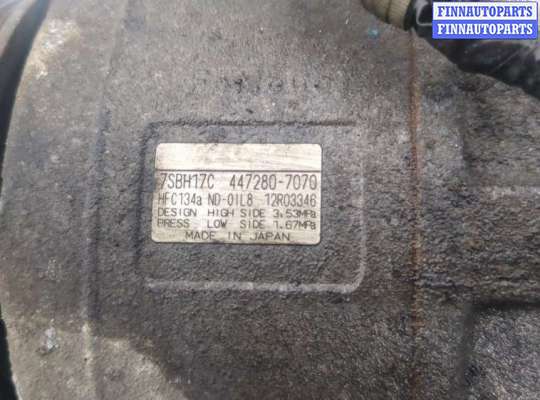 FINNAUTOPARTS
FINNAUTOPARTS
7SBH17C 447280-7070
HFC134a ND-OIL8 12R03346
DESIGN HIGH SIDE 3.53MPa
PRESS LOW SIDE 1.67MPa
MADE IN JAPAN